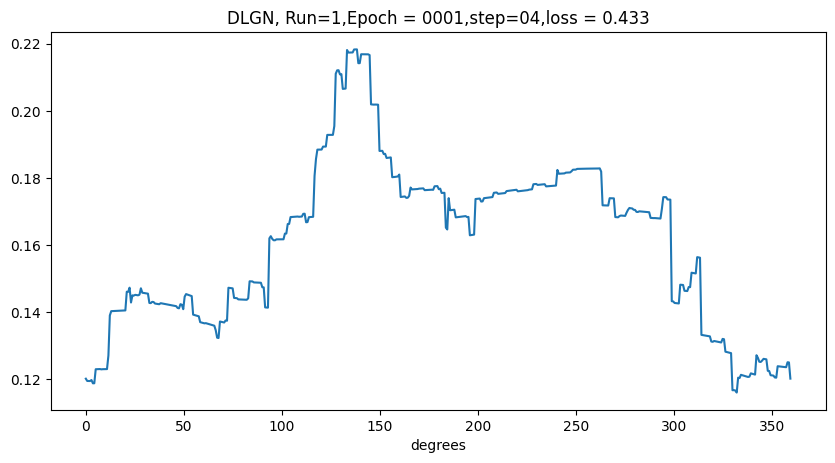 DLGN, Run=1,Epoch = 0001,step=04,loss = 0.433
0.22
0.20
0.18
0.16
0.14
0.12
0 50 100 150 200 250 300 350
degrees